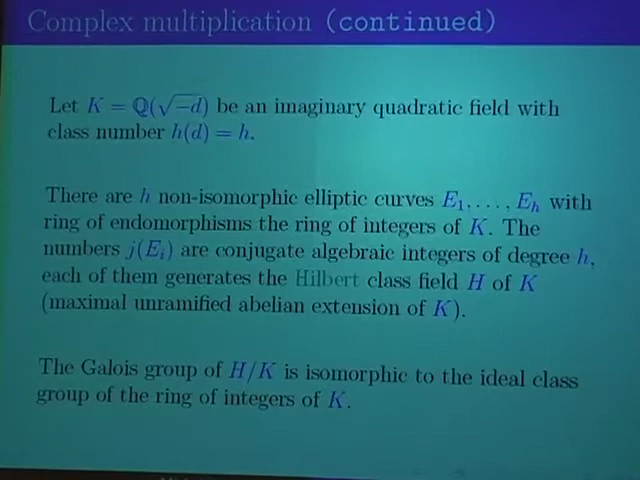 Complex multiplication (continued)
Let K = ℚ(√−d) be an imaginary quadratic field with
class number h(d) = h.
There are h non-isomorphic elliptic curves E₁, . . . , Eₕ with
ring of endomorphisms the ring of integers of K. The
numbers j(Eᵢ) are conjugate algebraic integers of degree h,
each of them generates the Hilbert class field H of K
(maximal unramified abelian extension of K).
The Galois group of H/K is isomorphic to the ideal class
group of the ring of integers of K.